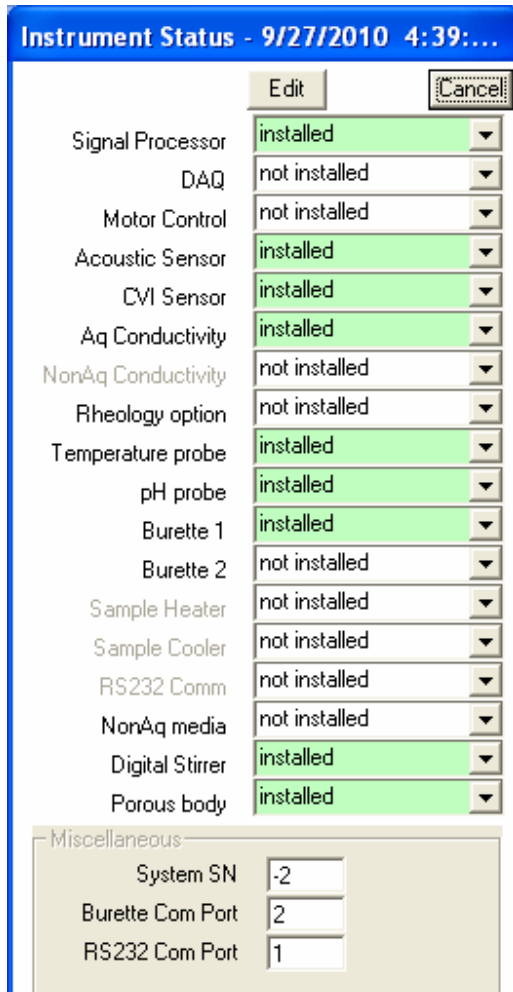 Instrument Status - 9/27/2010 4:39:...
Edit Cancel
Signal Processor installed
DAQ not installed
Motor Control not installed
Acoustic Sensor installed
CVI Sensor installed
Aq Conductivity installed
NonAq Conductivity not installed
Rheology option not installed
Temperature probe installed
pH probe installed
Burette 1 installed
Burette 2 not installed
Sample Heater not installed
Sample Cooler not installed
RS232 Comm not installed
NonAq media not installed
Digital Stirrer installed
Porous body installed
Miscellaneous
System SN -2
Burette Com Port 2
RS232 Com Port 1